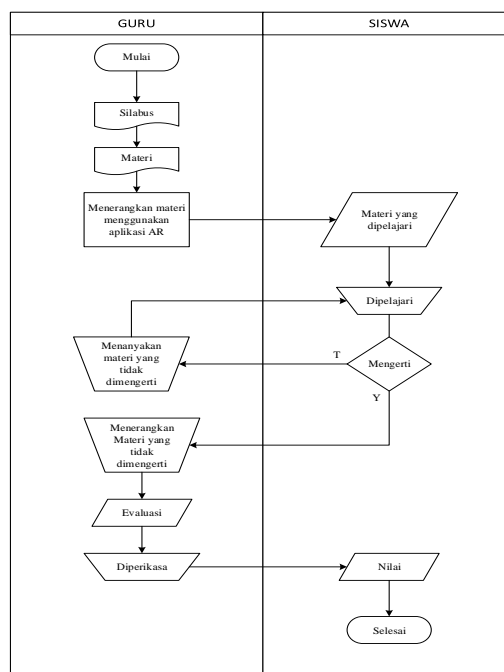 GURU
SISWA
Mulai
Silabus
Materi
Menerangkan materi
menggunakan
aplikasi AR
Materi yang
dipelajari
Dipelajari
Menanyakan
materi yang
tidak dimengerti
T
Mengerti
Y
Menerangkan
Materi yang
tidak
dimengerti
Evaluasi
Diperikasa
Nilai
Selesai